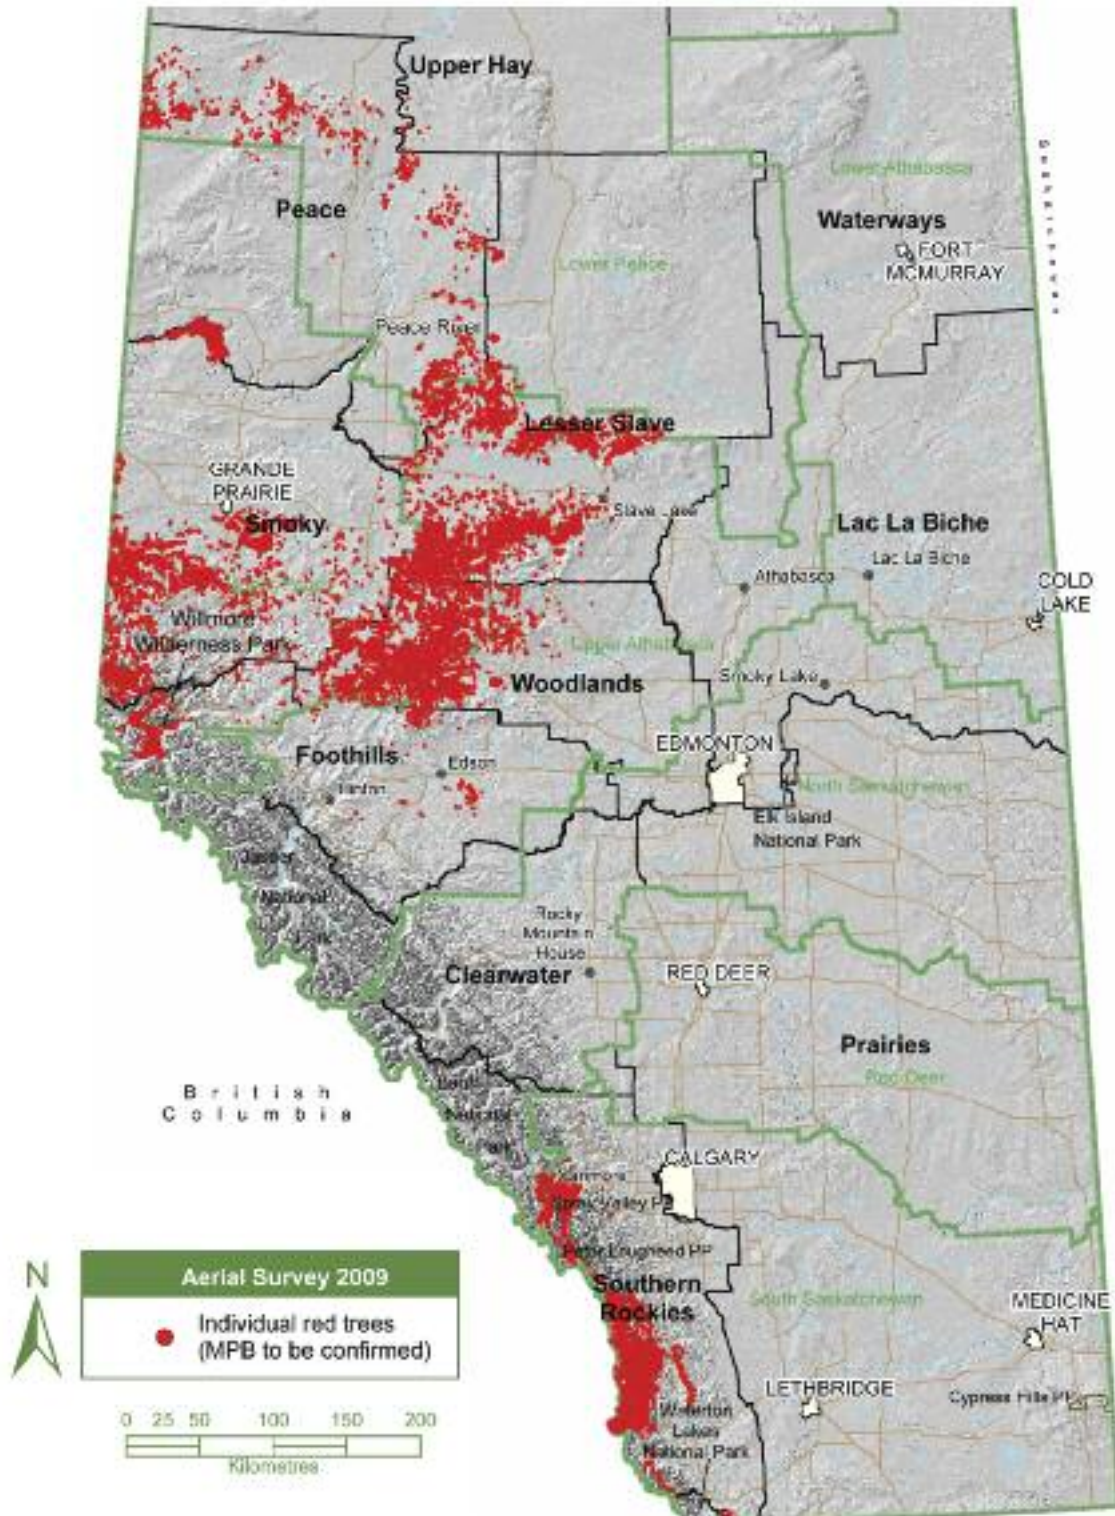 Upper Hay
Lower Athabasca
Peace
Waterways
FORT
MCMURRAY
Lower Peace
Peace River
Lesser Slave
GRANDE
PRAIRIE
Smoky
Slave Lake
Lac La Biche
Lac La Biche
Athabasca
COLD
LAKE
Willmore
Wilderness Park
Upper Athabasca
Woodlands
Smoky Lake
EDMONTON
Foothills
Edson
Hinton
North Saskatchewan
Elk Island
National Park
Jasper
National
Park
Rocky
Mountain
House
Clearwater
RED DEER
Prairies
Red Deer
British
Columbia
Banff
National
Park
CALGARY
Canmore
Spray Valley PP
Peter Lougheed PP
Southern
Rockies
South Saskatchewan
MEDICINE
HAT
LETHBRIDGE
Cypress Hills PP
Waterton
Lakes
National Park
N
Aerial Survey 2009
Individual red trees
(MPB to be confirmed)
0 25 50 100 150 200
Kilometres